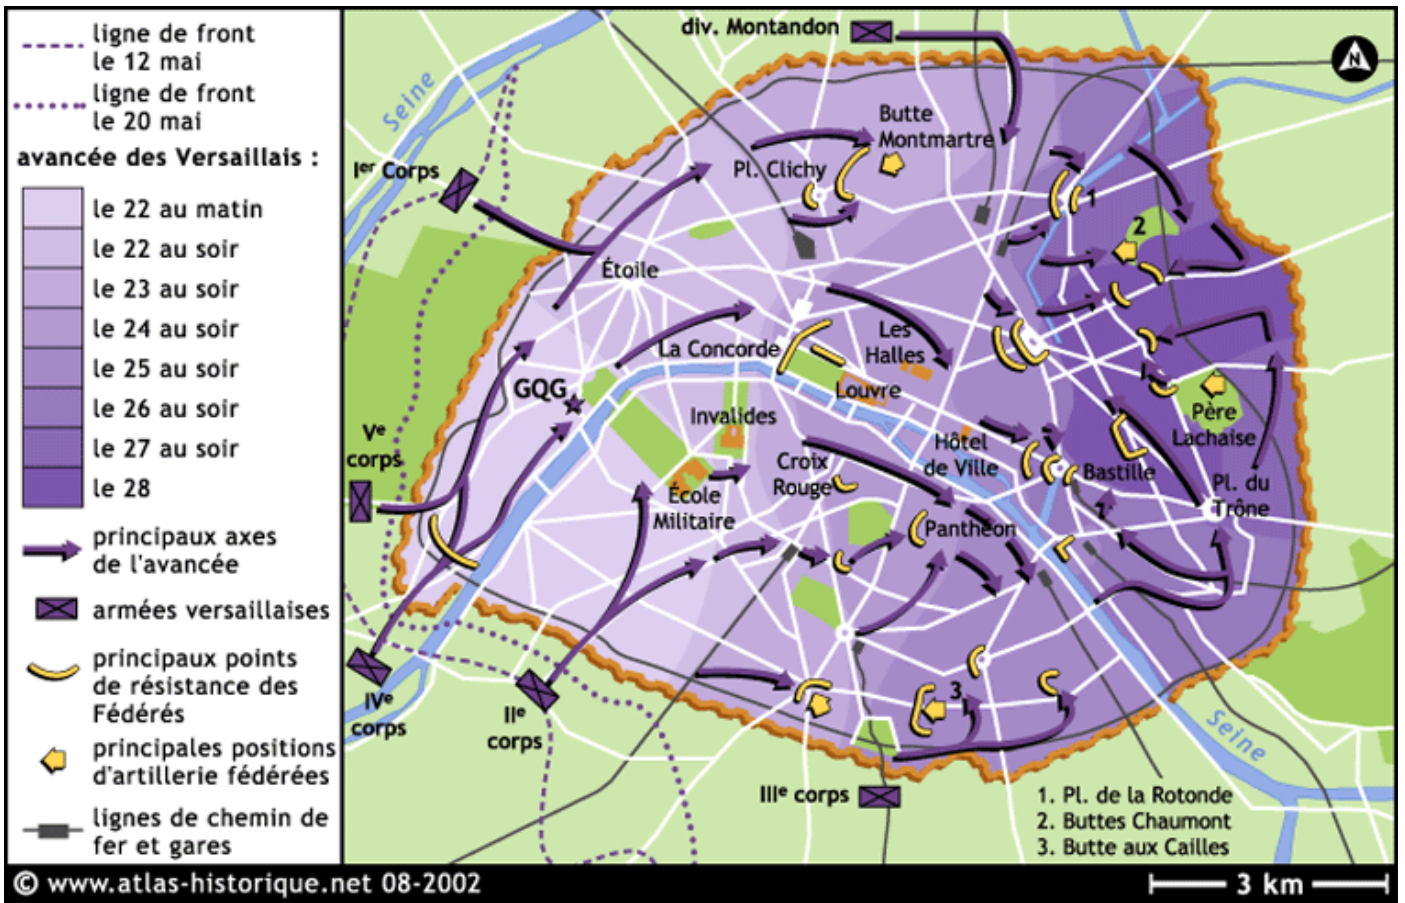 ligne de front
le 12 mai
ligne de front
le 20 mai
avancée des Versaillais :
le 22 au matin
le 22 au soir
le 23 au soir
le 24 au soir
le 25 au soir
le 26 au soir
le 27 au soir
le 28
principaux axes
de l'avancée
armées versaillaises
principaux points
de résistance des
Fédérés
principales positions
d'artillerie fédérées
lignes de chemin de
fer et gares
div. Montandon
Seine
Ier Corps
Butte
Montmartre
Pl. Clichy
1
2
Étoile
La Concorde
Les
Halles
Louvre
GQG
Invalides
Père
Lachaise
Ve
corps
Croix
Rouge
Hôtel
de Ville
Bastille
École
Militaire
Panthéon
Pl. du
Trône
IVe
corps
IIe
corps
3
Seine
IIIe corps
1. Pl. de la Rotonde
2. Buttes Chaumont
3. Butte aux Cailles
N
© www.atlas-historique.net 08-2002
3 km